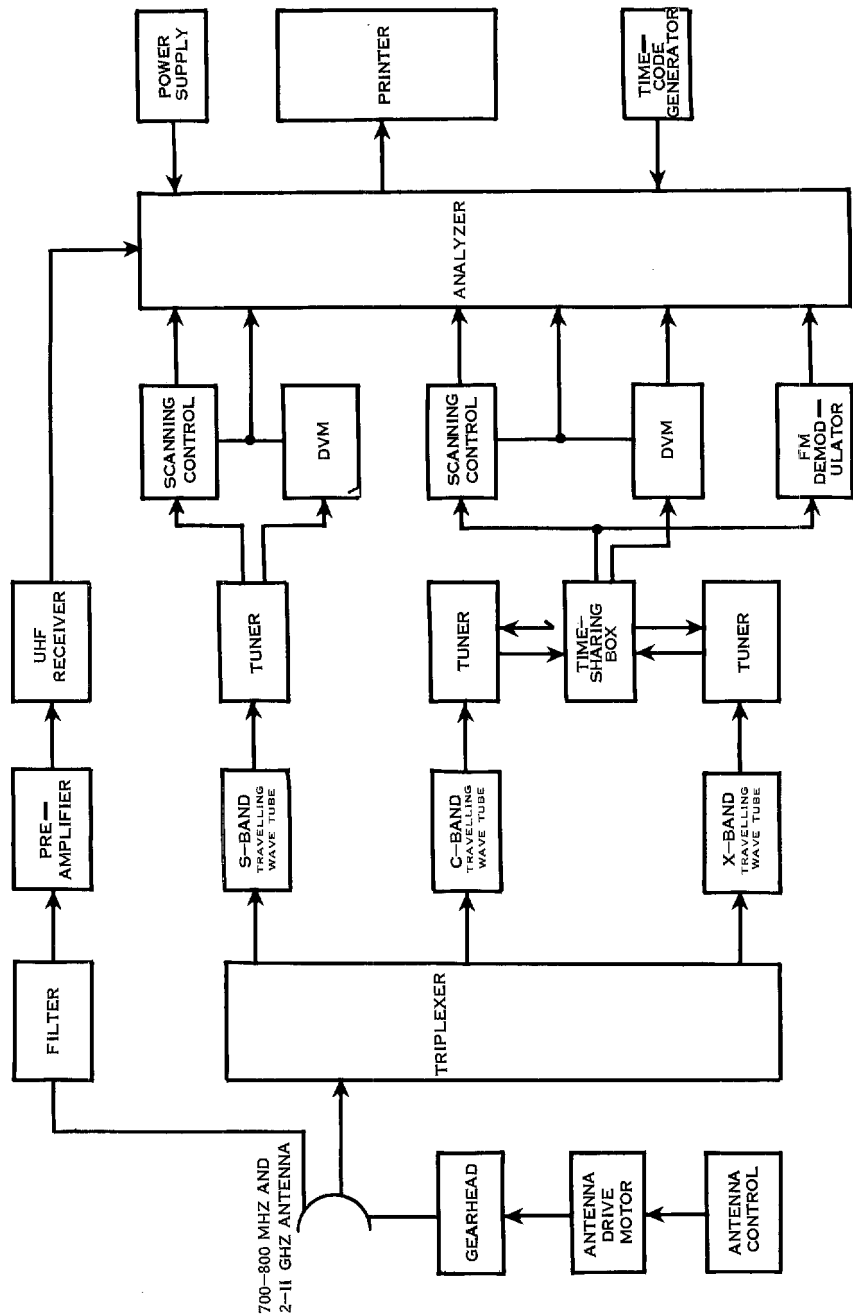 700-800 MHZ AND
2-11 GHZ ANTENNA
FILTER
PRE-
AMPLIFIER
UHF
RECEIVER
GEARHEAD
ANTENNA
DRIVE
MOTOR
ANTENNA
CONTROL
TRIPLEXER
S-BAND
TRAVELLING
WAVE TUBE
C-BAND
TRAVELLING
WAVE TUBE
X-BAND
TRAVELLING
WAVE TUBE
TUNER
TUNER
TIME-
SHARING
BOX
TUNER
SCANNING
CONTROL
DVM
SCANNING
CONTROL
DVM
FM
DEMOD-
ULATOR
ANALYZER
POWER
SUPPLY
PRINTER
TIME-
CODE
GENERATOR